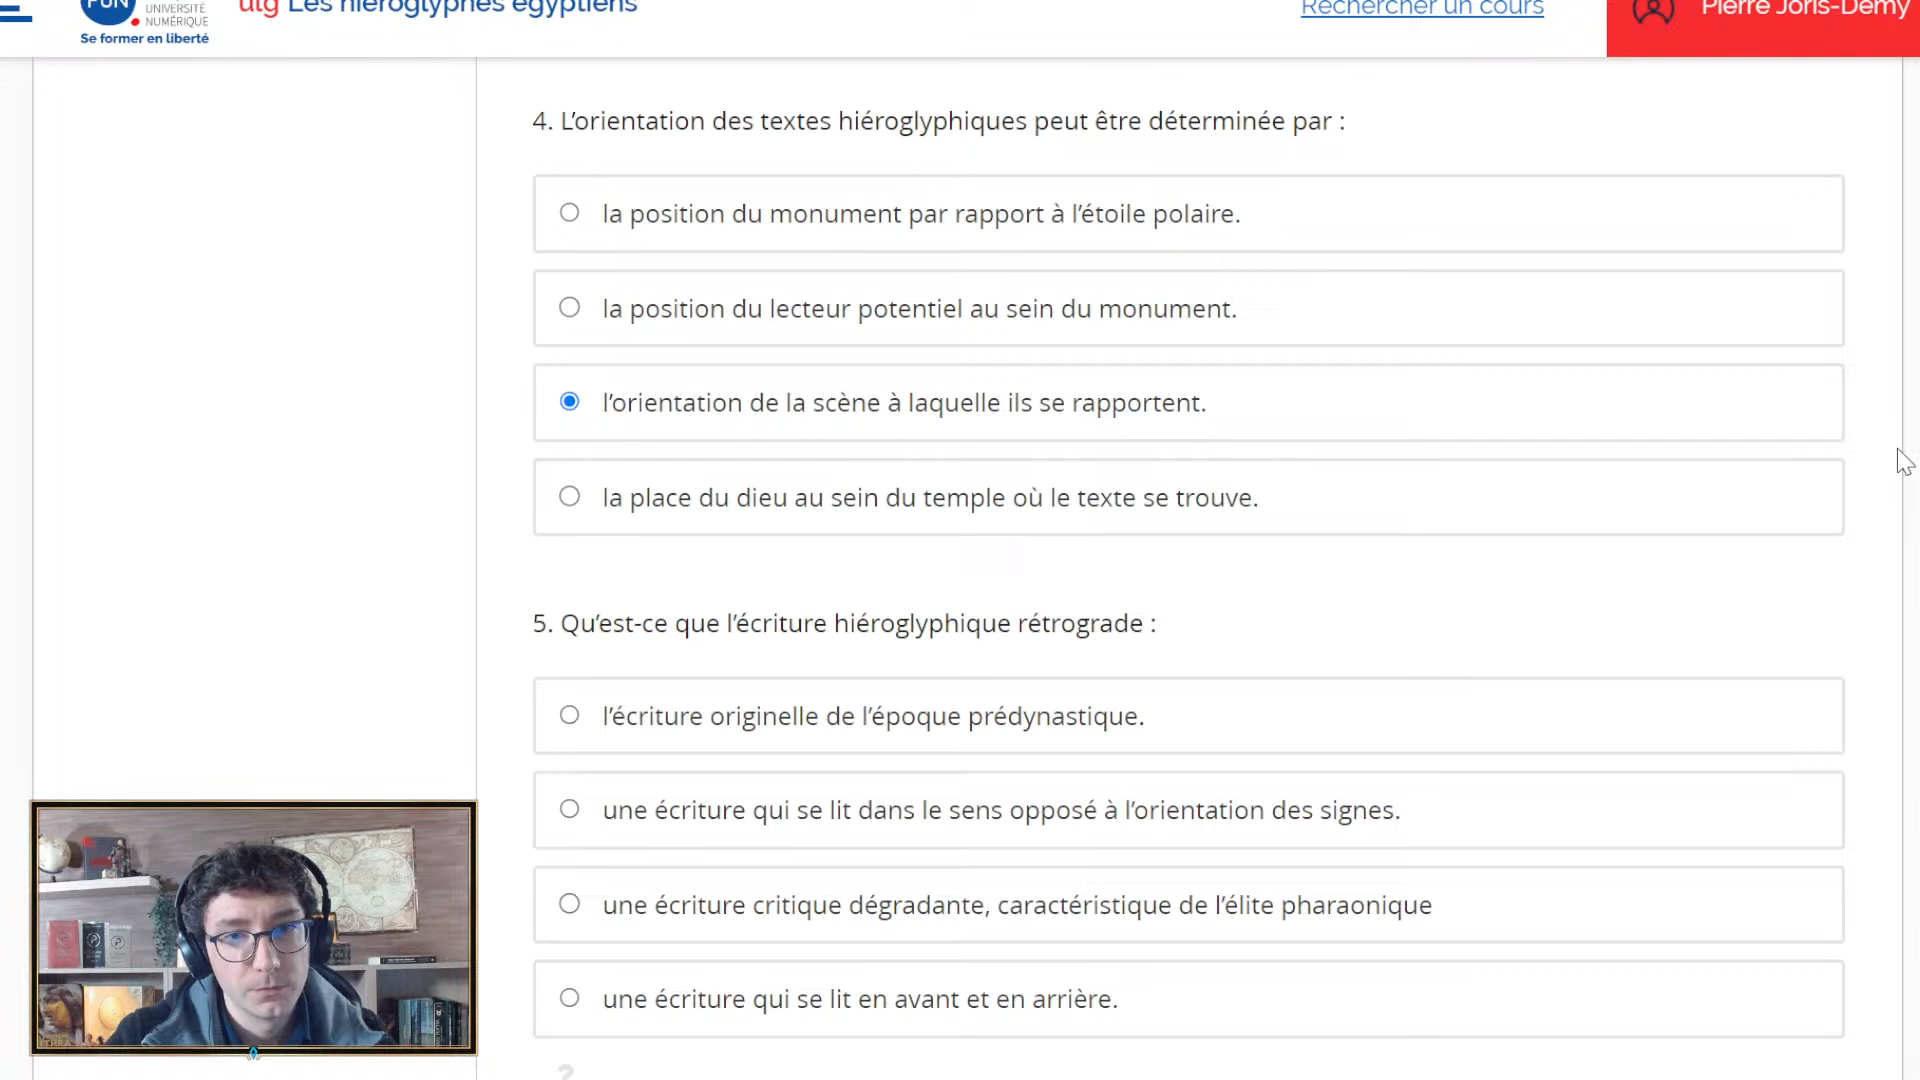 FUN
UNIVERSITÉ
NUMÉRIQUE
Se former en liberté
ulg Les hiéroglyphes égyptiens
Rechercher un cours
Pierre Joris-Demy
4. L’orientation des textes hiéroglyphiques peut être déterminée par :
la position du monument par rapport à l’étoile polaire.
la position du lecteur potentiel au sein du monument.
l’orientation de la scène à laquelle ils se rapportent.
la place du dieu au sein du temple où le texte se trouve.
5. Qu’est-ce que l’écriture hiéroglyphique rétrograde :
l’écriture originelle de l’époque prédynastique.
une écriture qui se lit dans le sens opposé à l’orientation des signes.
une écriture critique dégradante, caractéristique de l’élite pharaonique
une écriture qui se lit en avant et en arrière.
?